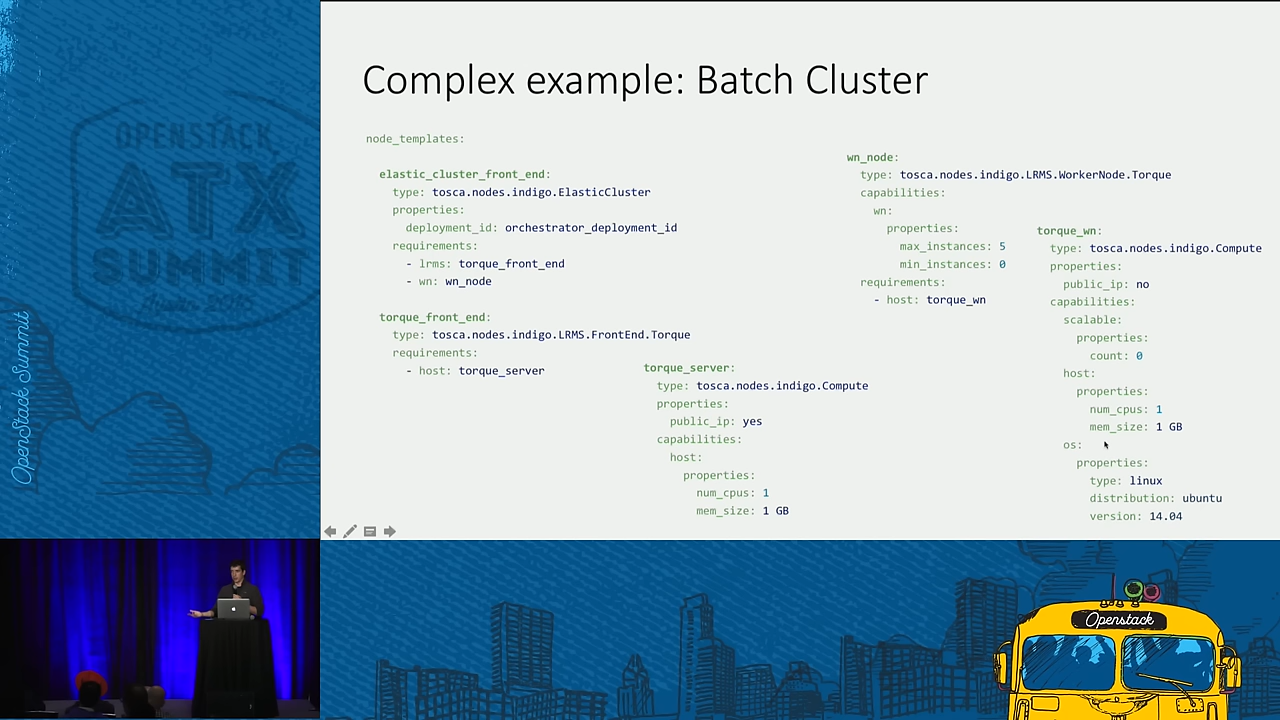 Complex example: Batch Cluster
node_templates:
elastic_cluster_front_end:
type: tosca.nodes.indigo.ElasticCluster
properties:
deployment_id: orchestrator_deployment_id
requirements:
- lrms: torque_front_end
- wn: wn_node
torque_front_end:
type: tosca.nodes.indigo.LRMS.FrontEnd.Torque
requirements:
- host: torque_server
torque_server:
type: tosca.nodes.indigo.Compute
properties:
public_ip: yes
capabilities:
host:
properties:
num_cpus: 1
mem_size: 1 GB
wn_node:
type: tosca.nodes.indigo.LRMS.WorkerNode.Torque
capabilities:
wn:
properties:
max_instances: 5
min_instances: 0
requirements:
- host: torque_wn
torque_wn:
type: tosca.nodes.indigo.Compute
properties:
public_ip: no
capabilities:
scalable:
properties:
count: 0
host:
properties:
num_cpus: 1
mem_size: 1 GB
os:
properties:
type: linux
distribution: ubuntu
version: 14.04
OPENSTACK
ATX
SUMMIT
OpenStack Summit
Openstack